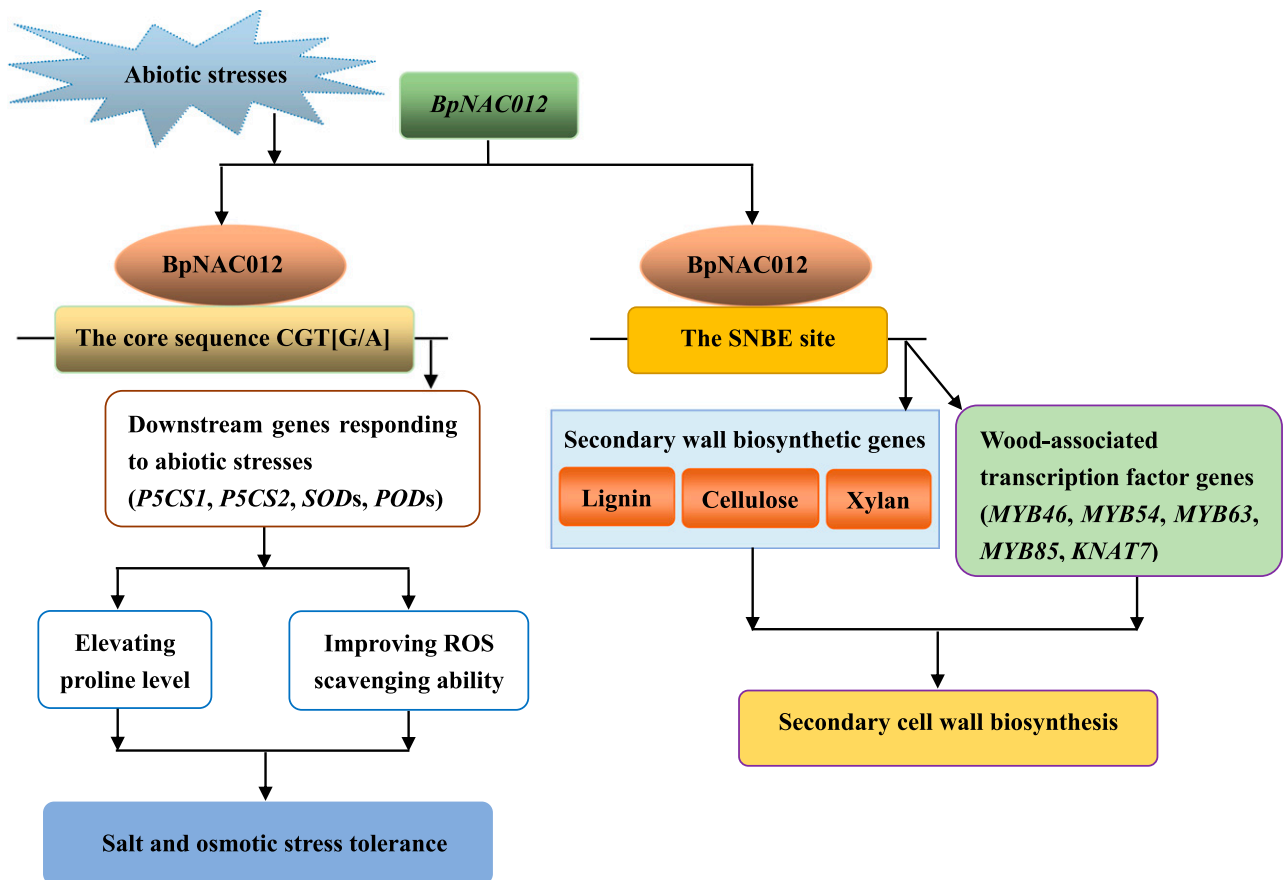 Abiotic stresses
BpNAC012
BpNAC012
BpNAC012
The core sequence CGT[G/A]
The SNBE site
Downstream genes responding
to abiotic stresses
(P5CS1, P5CS2, SODs, PODs)
Secondary wall biosynthetic genes
Lignin
Cellulose
Xylan
Wood-associated
transcription factor genes
(MYB46, MYB54, MYB63,
MYB85, KNAT7)
Elevating
proline level
Improving ROS
scavenging ability
Secondary cell wall biosynthesis
Salt and osmotic stress tolerance